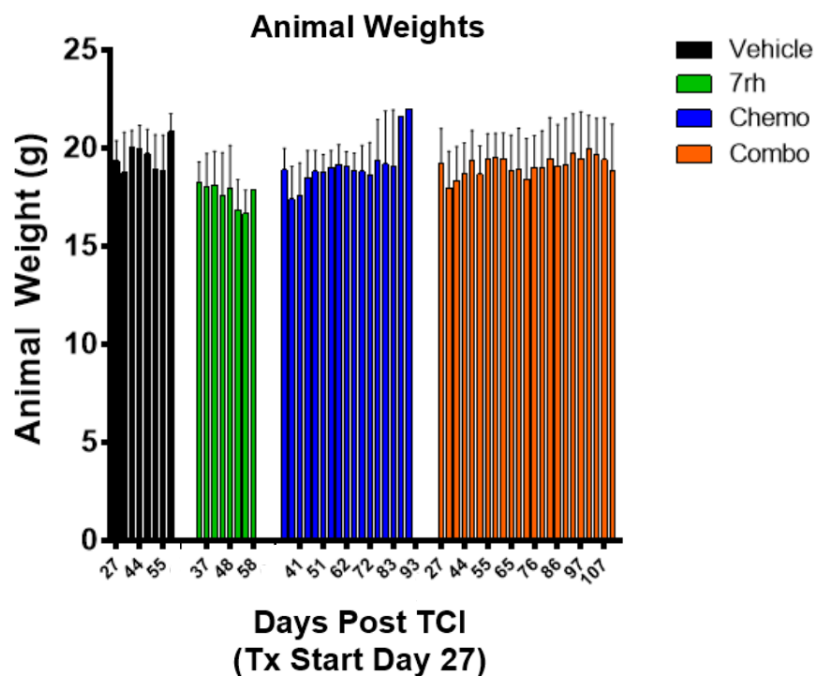 Animal Weights
25
20
15
10
5
0
Animal Weight (g)
Vehicle
7rh
Chemo
Combo
27 44 55 37 48 58 41 51 62 72 83 93 27 44 55 65 76 86 97 107
Days Post TCI
(Tx Start Day 27)